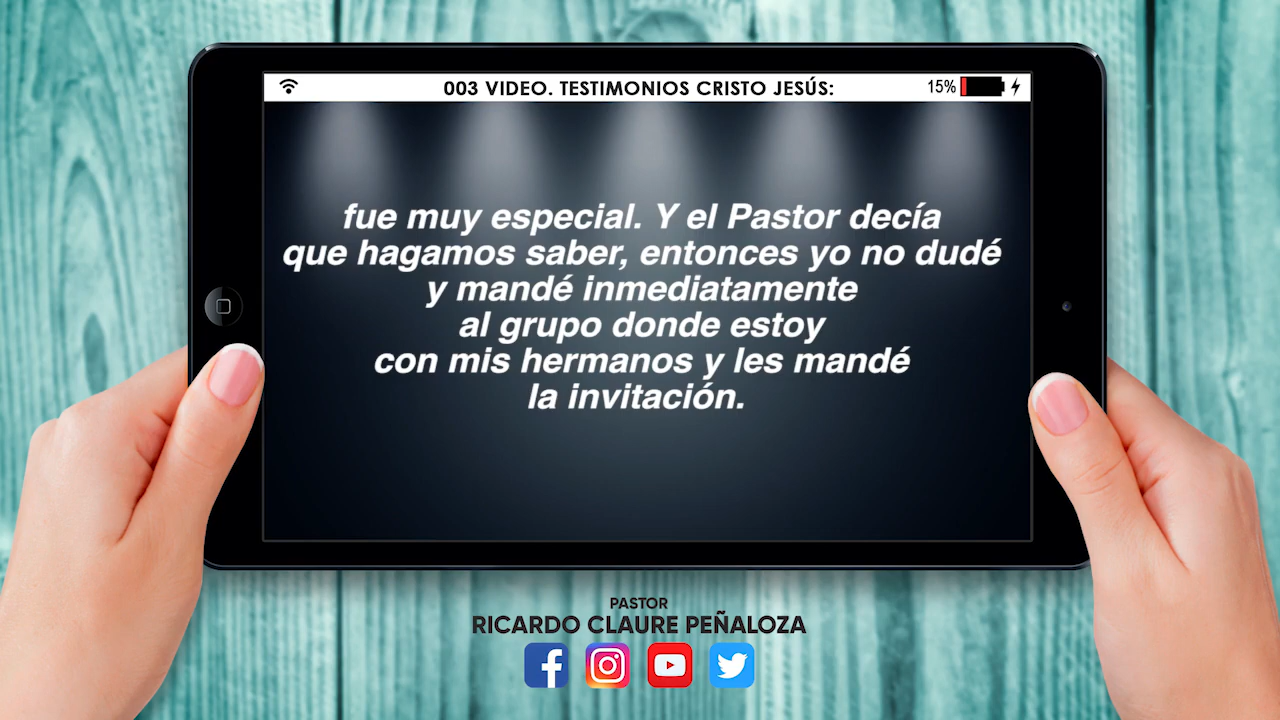 003 VIDEO. TESTIMONIOS CRISTO JESÚS:
15%
fue muy especial. Y el Pastor decía
que hagamos saber, entonces yo no dudé
y mandé inmediatamente
al grupo donde estoy
con mis hermanos y les mandé
la invitación.
PASTOR
RICARDO CLAURE PEÑALOZA